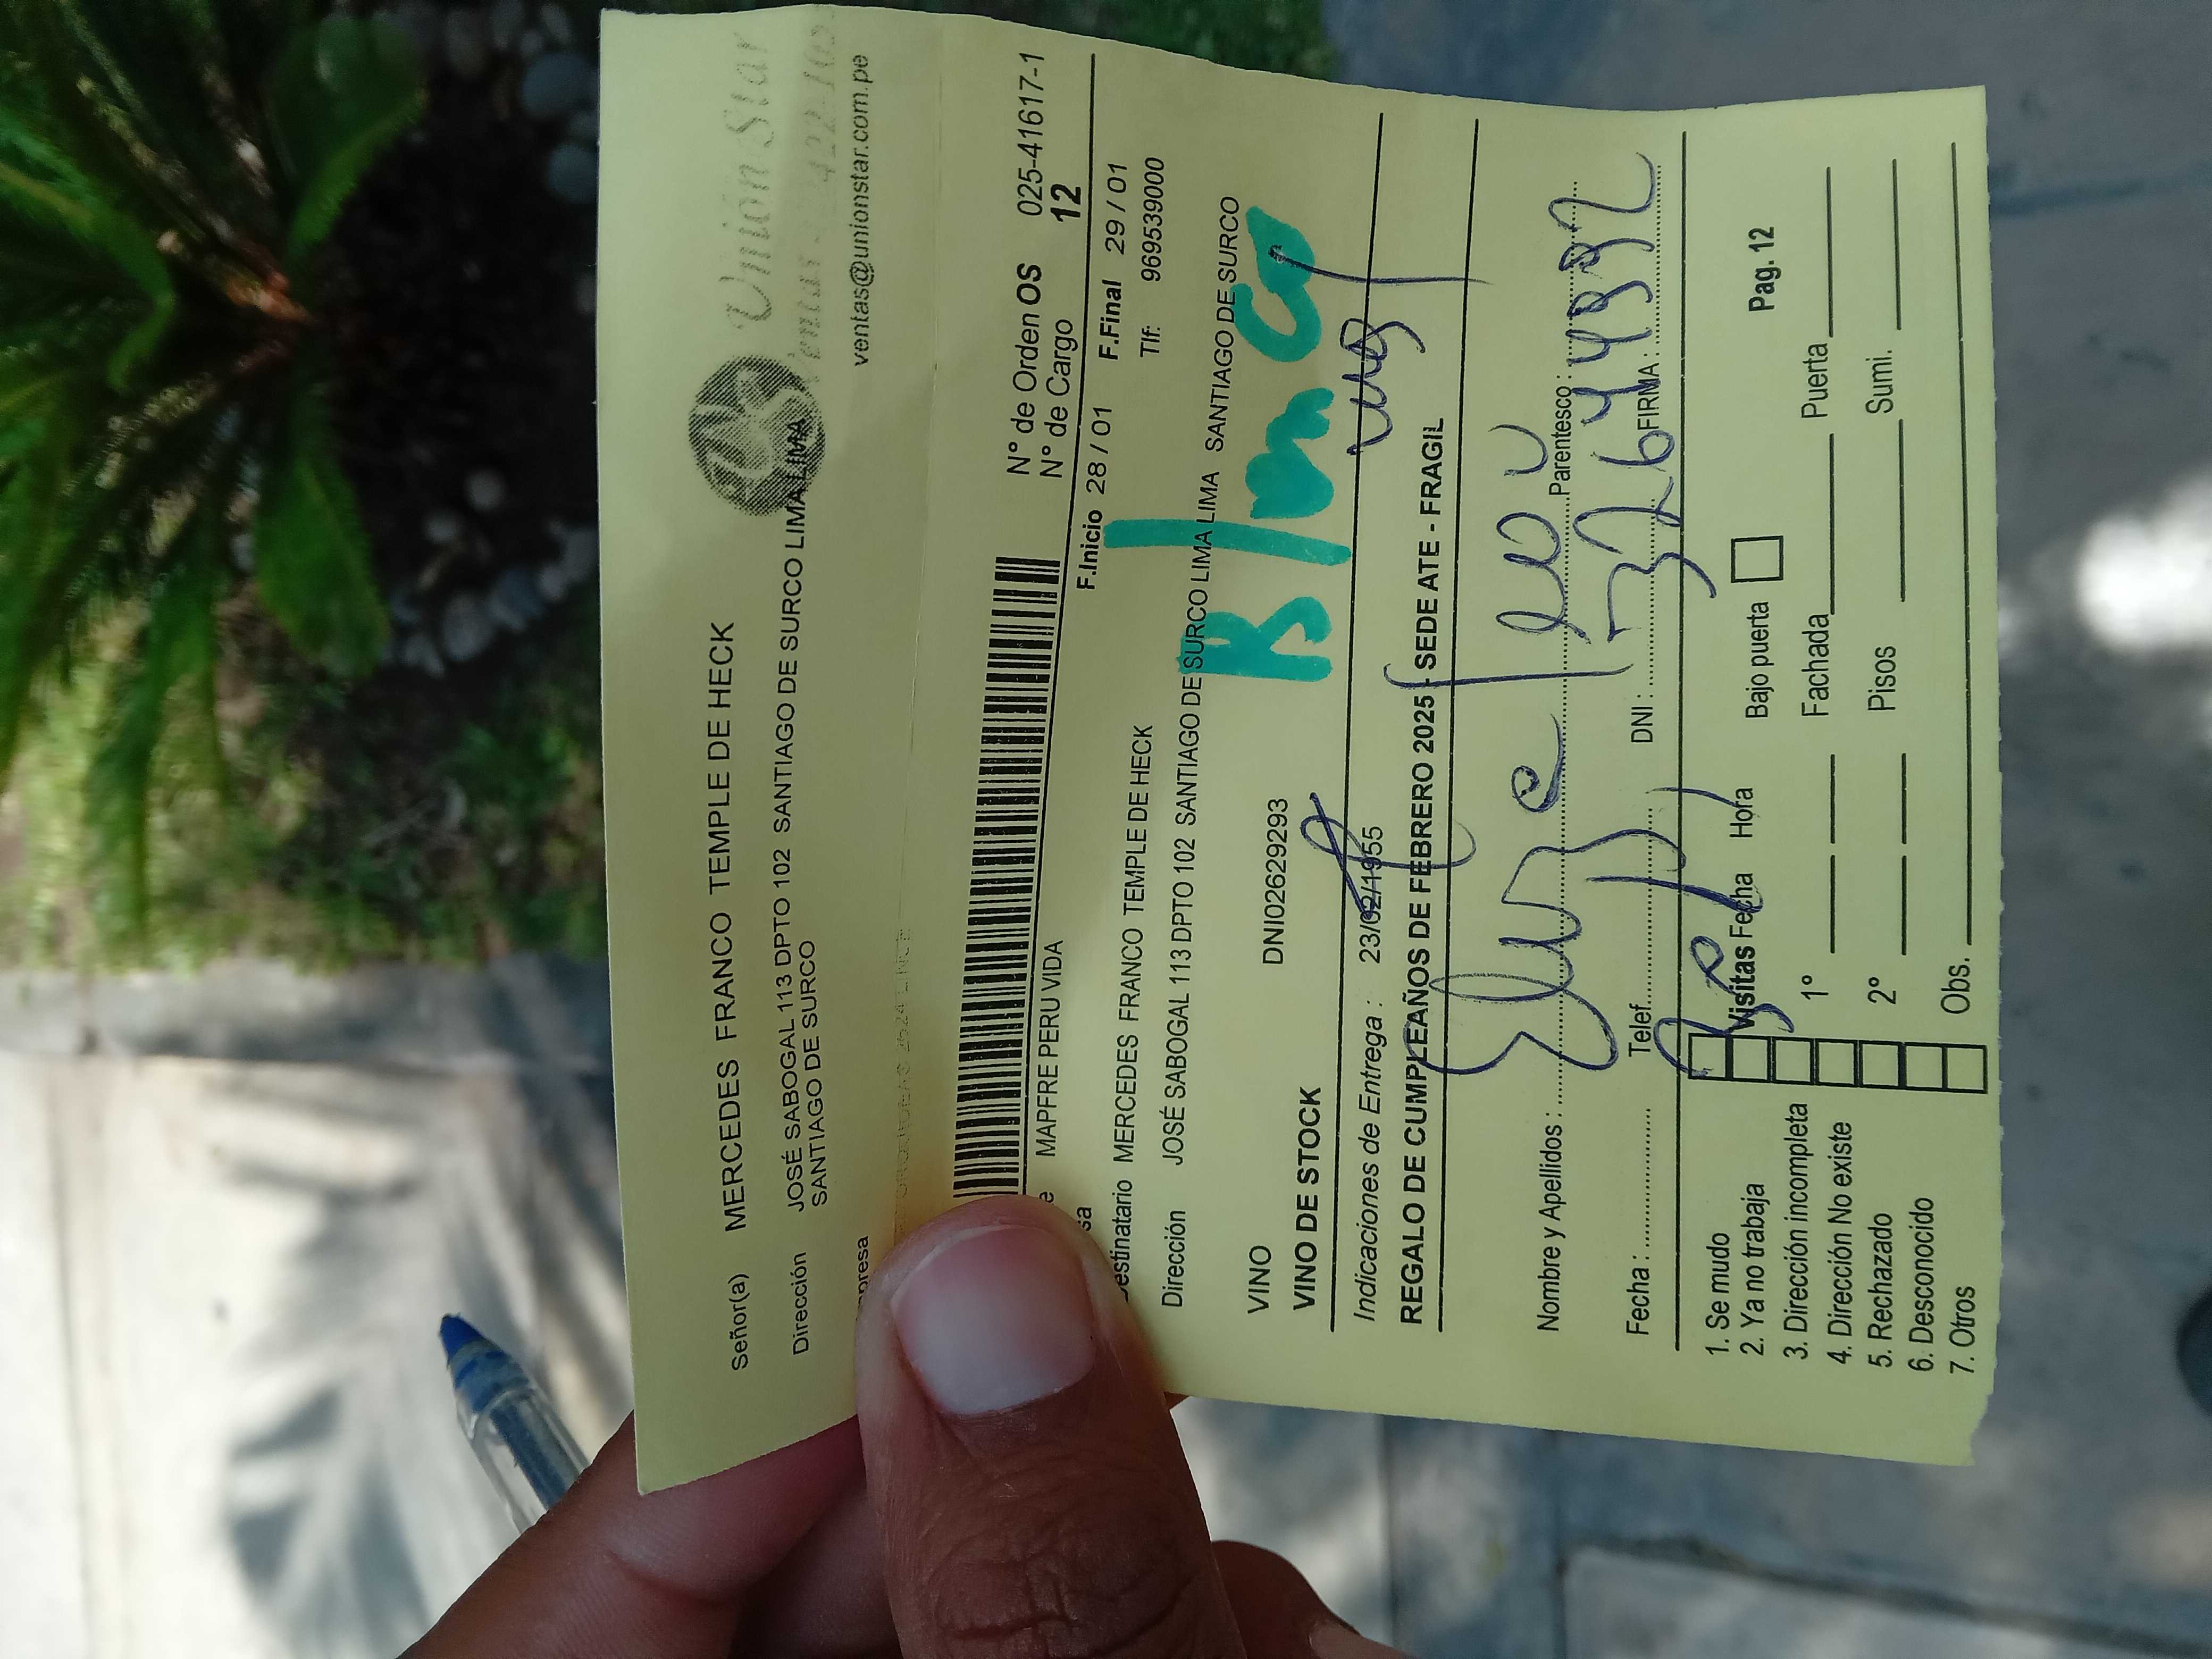 Señor(a) MERCEDES FRANCO TEMPLE DE HECK
Dirección JOSÉ SABOGAL 113 DPTO 102 SANTIAGO DE SURCO LIMA LIMA
SANTIAGO DE SURCO
Union Star
ventas@unionstar.com.pe
N° de Orden OS 025-41617-1
N° de Cargo 12
MAPFRE PERU VIDA
F.Inicio 28 / 01 F.Final 29 / 01
Destinatario MERCEDES FRANCO TEMPLE DE HECK Tlf: 969539000
Dirección JOSÉ SABOGAL 113 DPTO 102 SANTIAGO DE SURCO LIMA LIMA SANTIAGO DE SURCO
VINO DNI02629293
Blanco
VINO DE STOCK
Indicaciones de Entrega : 23/02/1955
REGALO DE CUMPLEAÑOS DE FEBRERO 2025 - SEDE ATE - FRAGIL
Nombre y Apellidos : Parentesco :
Fecha : Telef. DNI : FIRMA :
1. Se mudo
2. Ya no trabaja
3. Dirección incompleta
4. Dirección No existe
5. Rechazado
6. Desconocido
7. Otros
Visitas Fecha Hora Bajo puerta Pag. 12
1° Fachada Puerta
2° Pisos Sumi.
Obs.